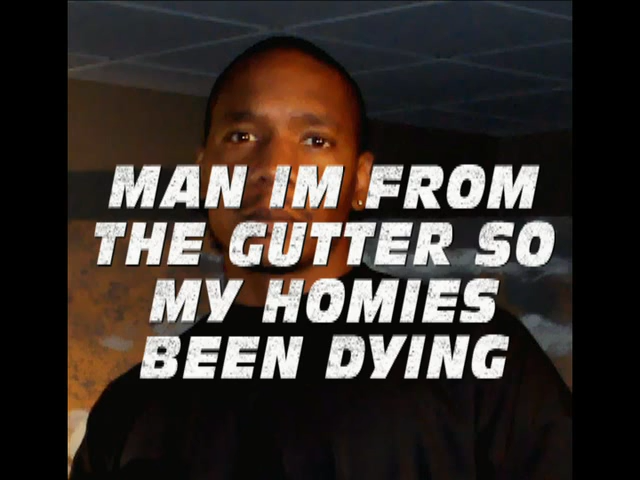 MAN IM FROM
THE GUTTER SO
MY HOMIES
BEEN DYING